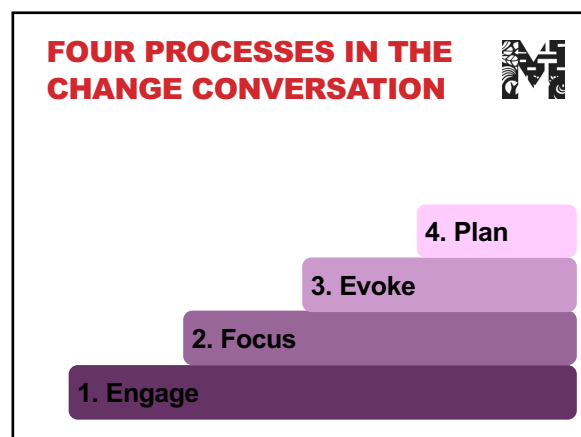 FOUR PROCESSES IN THE
CHANGE CONVERSATION
M
4. Plan
3. Evoke
2. Focus
1. Engage